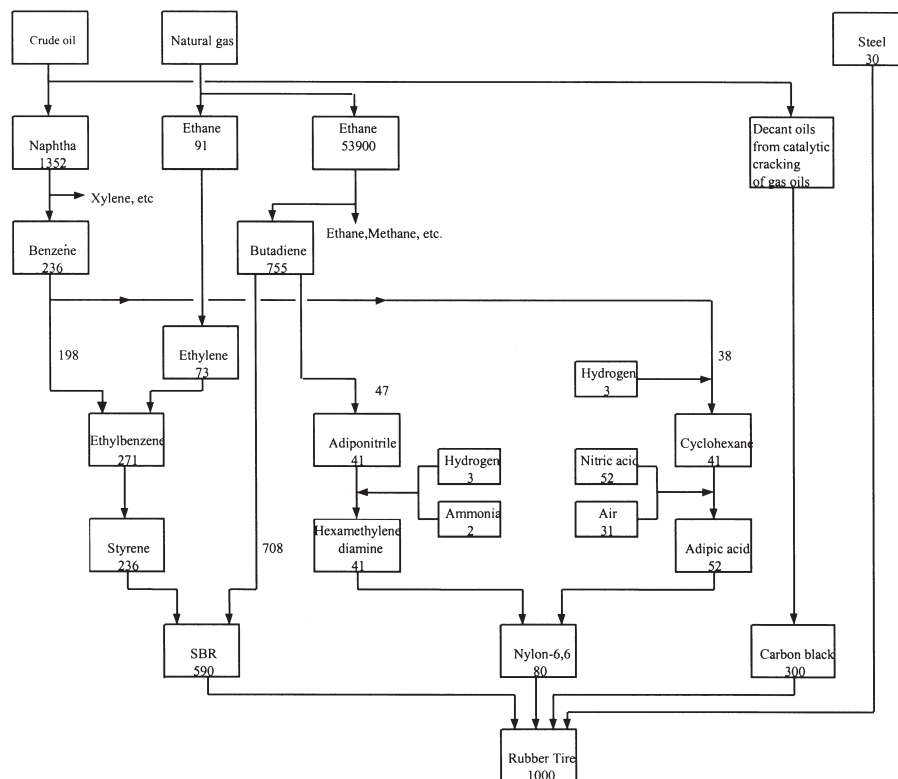 Crude oil
Natural gas
Steel
30
Naphtha
1352
Ethane
91
Ethane
53900
Decant oils
from catalytic
cracking
of gas oils
Xylene, etc
Benzene
236
Butadiene
755
Ethane,Methane, etc.
198
Ethylene
73
47
38
Hydrogen
3
Ethylbenzene
271
Adiponitrile
41
Hydrogen
3
Nitric acid
52
Cyclohexane
41
Ammonia
2
Air
31
Styrene
236
708
Hexamethylene
diamine
41
Adipic acid
52
SBR
590
Nylon-6,6
80
Carbon black
300
Rubber Tire
1000